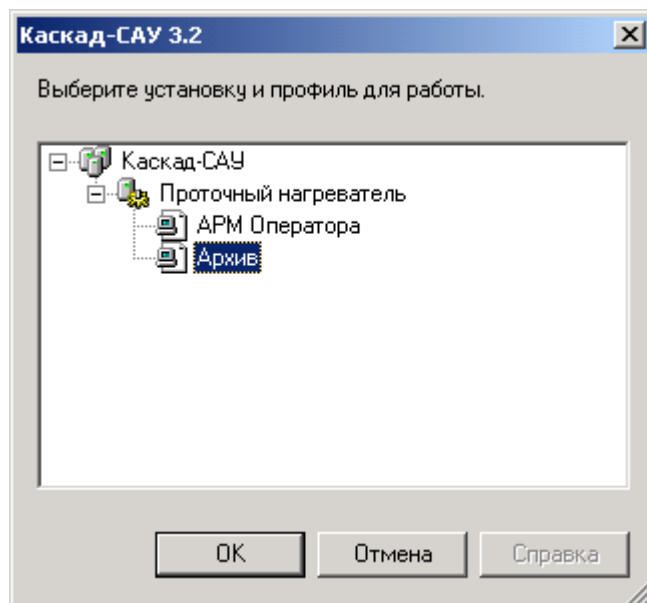 Каскад-САУ 3.2
Выберите установку и профиль для работы.
Каскад-САУ
Проточный нагреватель
АРМ Оператора
Архив
OK
Отмена
Справка